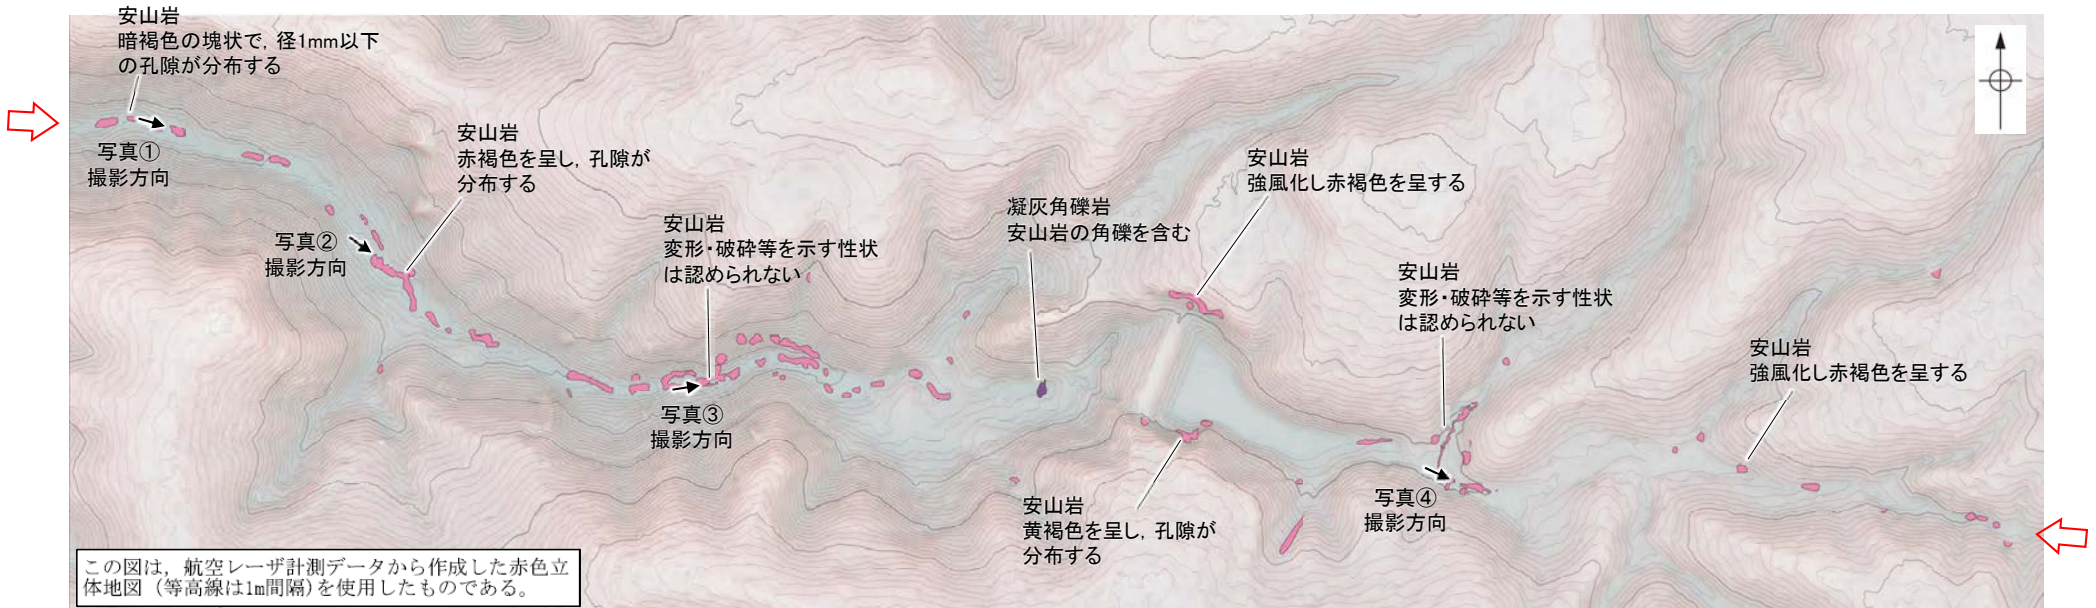 安山岩
暗褐色の塊状で, 径1mm以下
の孔隙が分布する
写真①
撮影方向
安山岩
赤褐色を呈し, 孔隙が
分布する
写真②
撮影方向
安山岩
変形・破砕等を示す性状
は認められない
写真③
撮影方向
凝灰角礫岩
安山岩の角礫を含む
安山岩
強風化し赤褐色を呈する
安山岩
黄褐色を呈し, 孔隙が
分布する
安山岩
変形・破砕等を示す性状
は認められない
写真④
撮影方向
安山岩
強風化し赤褐色を呈する
この図は, 航空レーザ計測データから作成した赤色立
体地図 (等高線は1m間隔)を使用したものである。